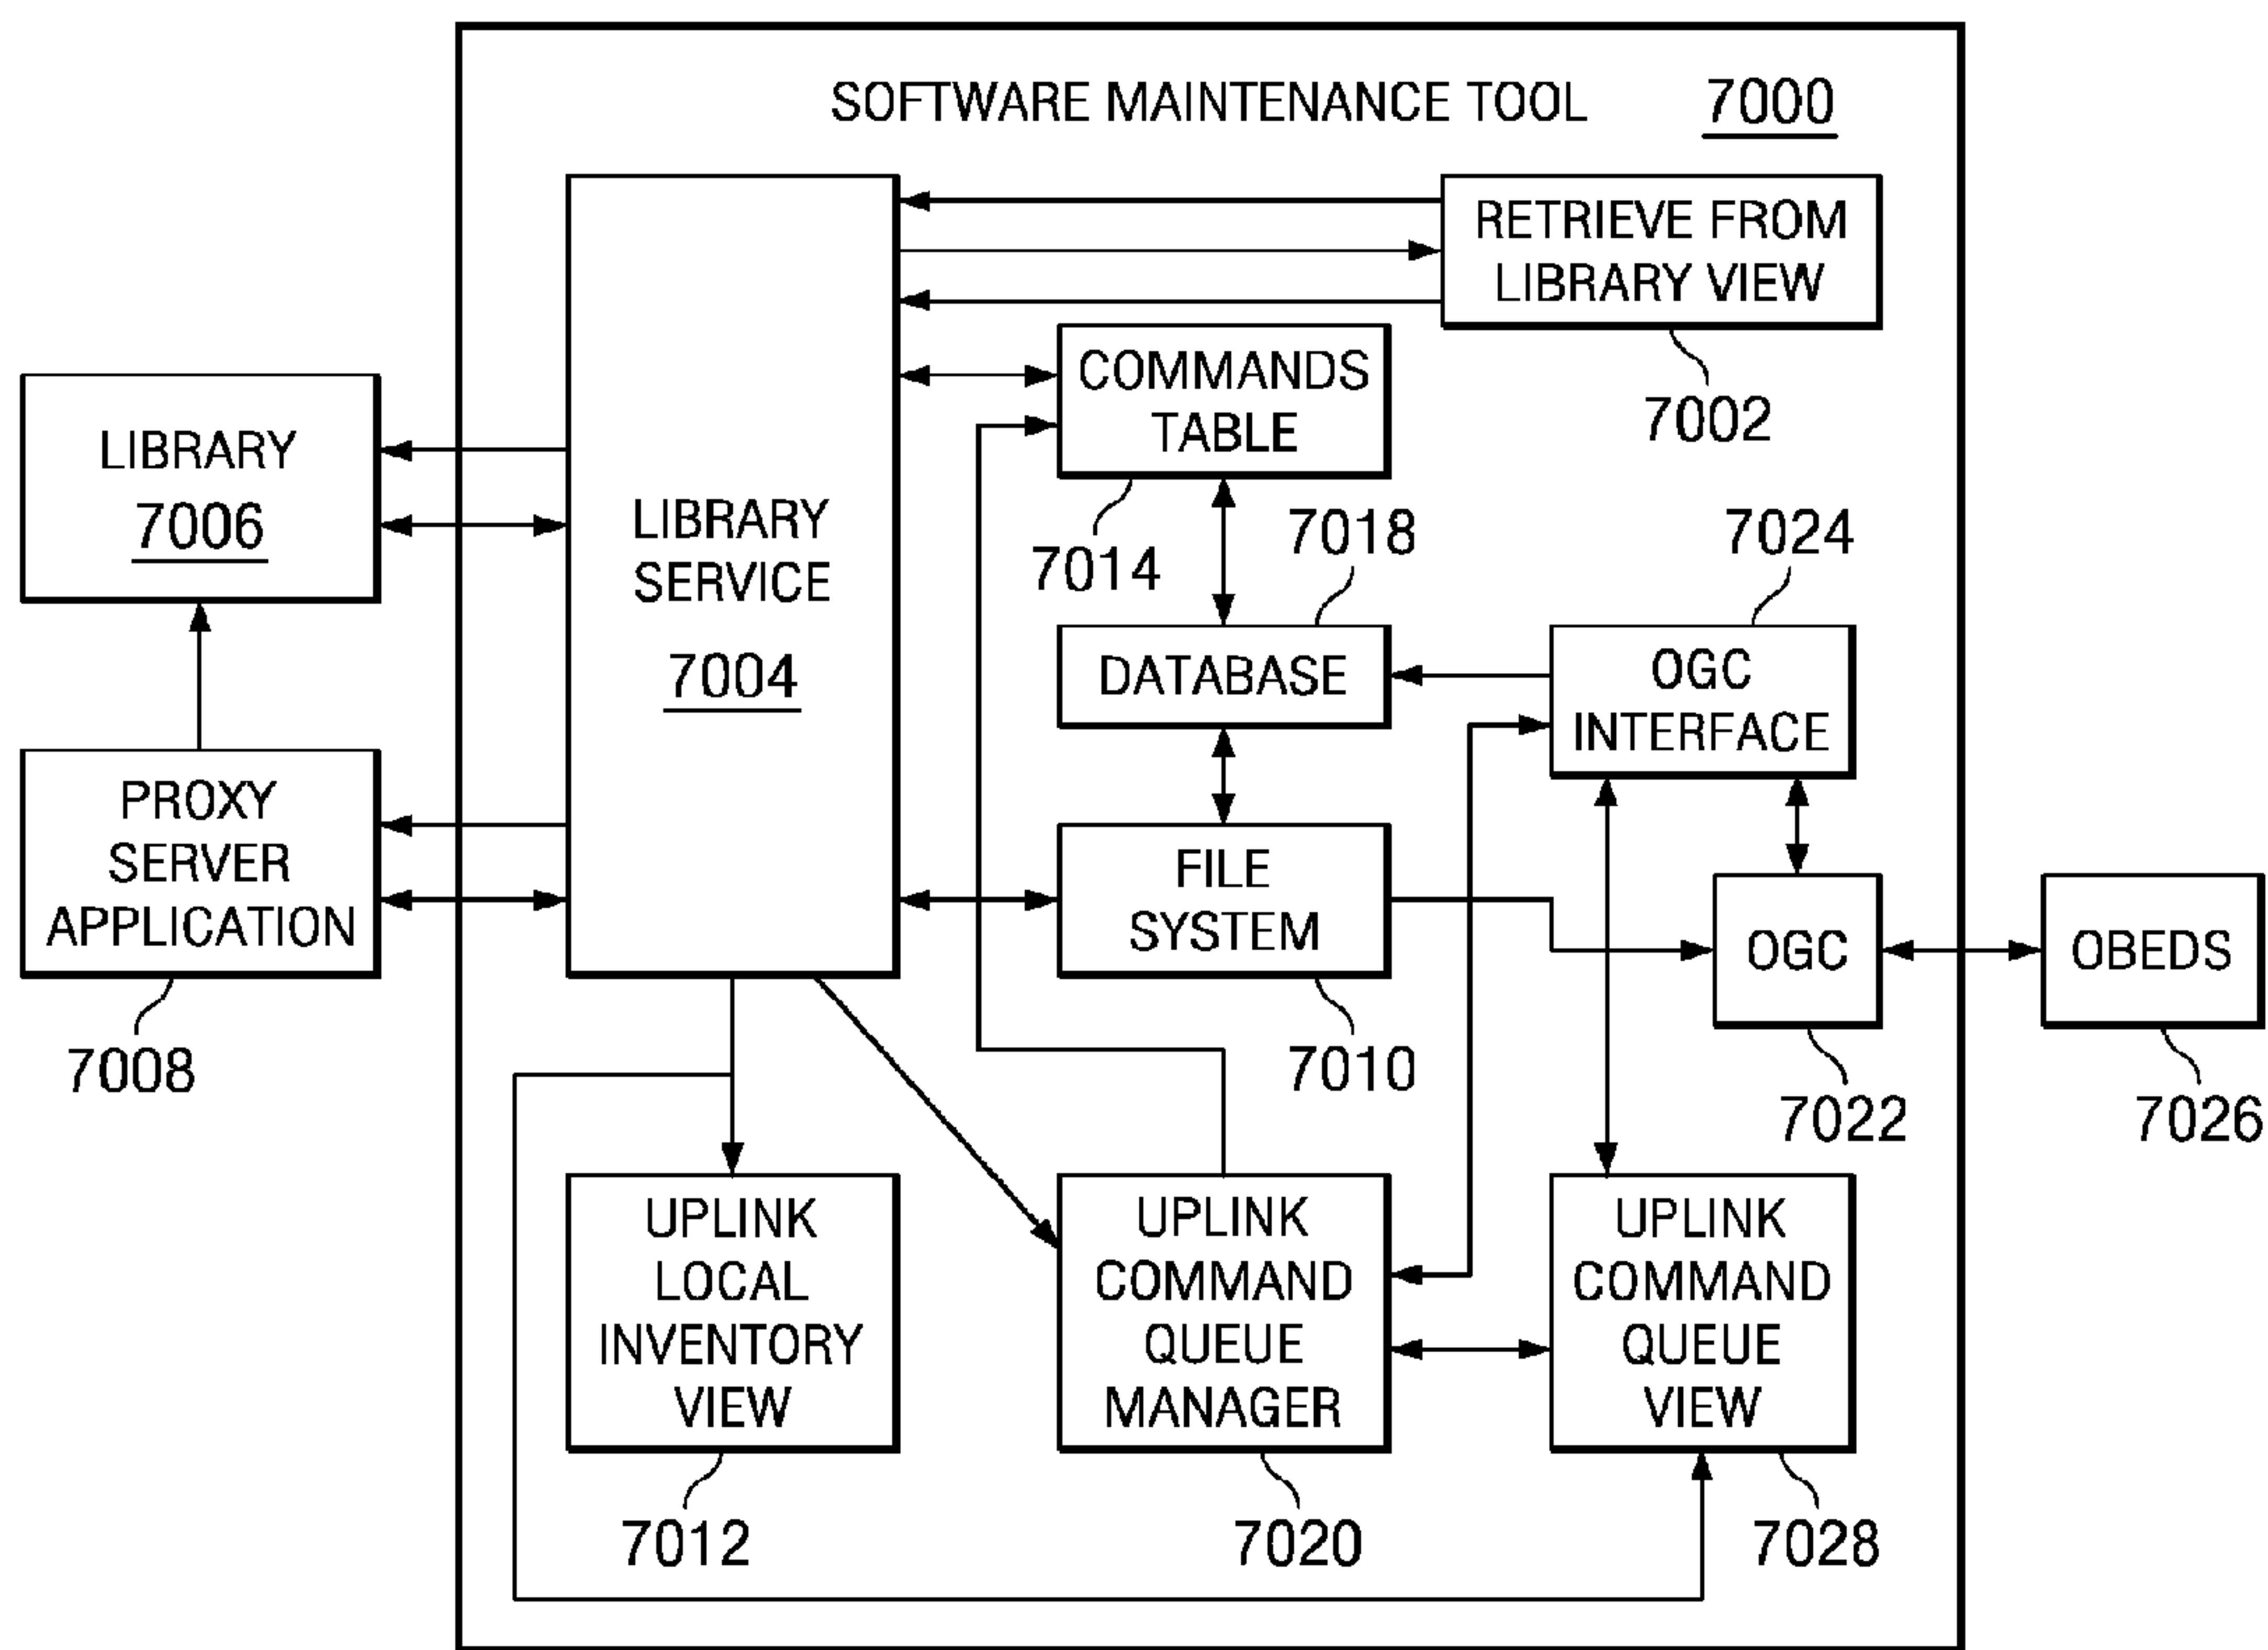 SOFTWARE MAINTENANCE TOOL 7000
RETRIEVE FROM
LIBRARY VIEW
7002
COMMANDS
TABLE
7014
LIBRARY
7006
LIBRARY
SERVICE
7004
7018
DATABASE
7024
OGC
INTERFACE
PROXY
SERVER
APPLICATION
7008
FILE
SYSTEM
7010
OGC
7022
OBEDS
7026
UPLINK
LOCAL
INVENTORY
VIEW
7012
UPLINK
COMMAND
QUEUE
MANAGER
7020
UPLINK
COMMAND
QUEUE
VIEW
7028